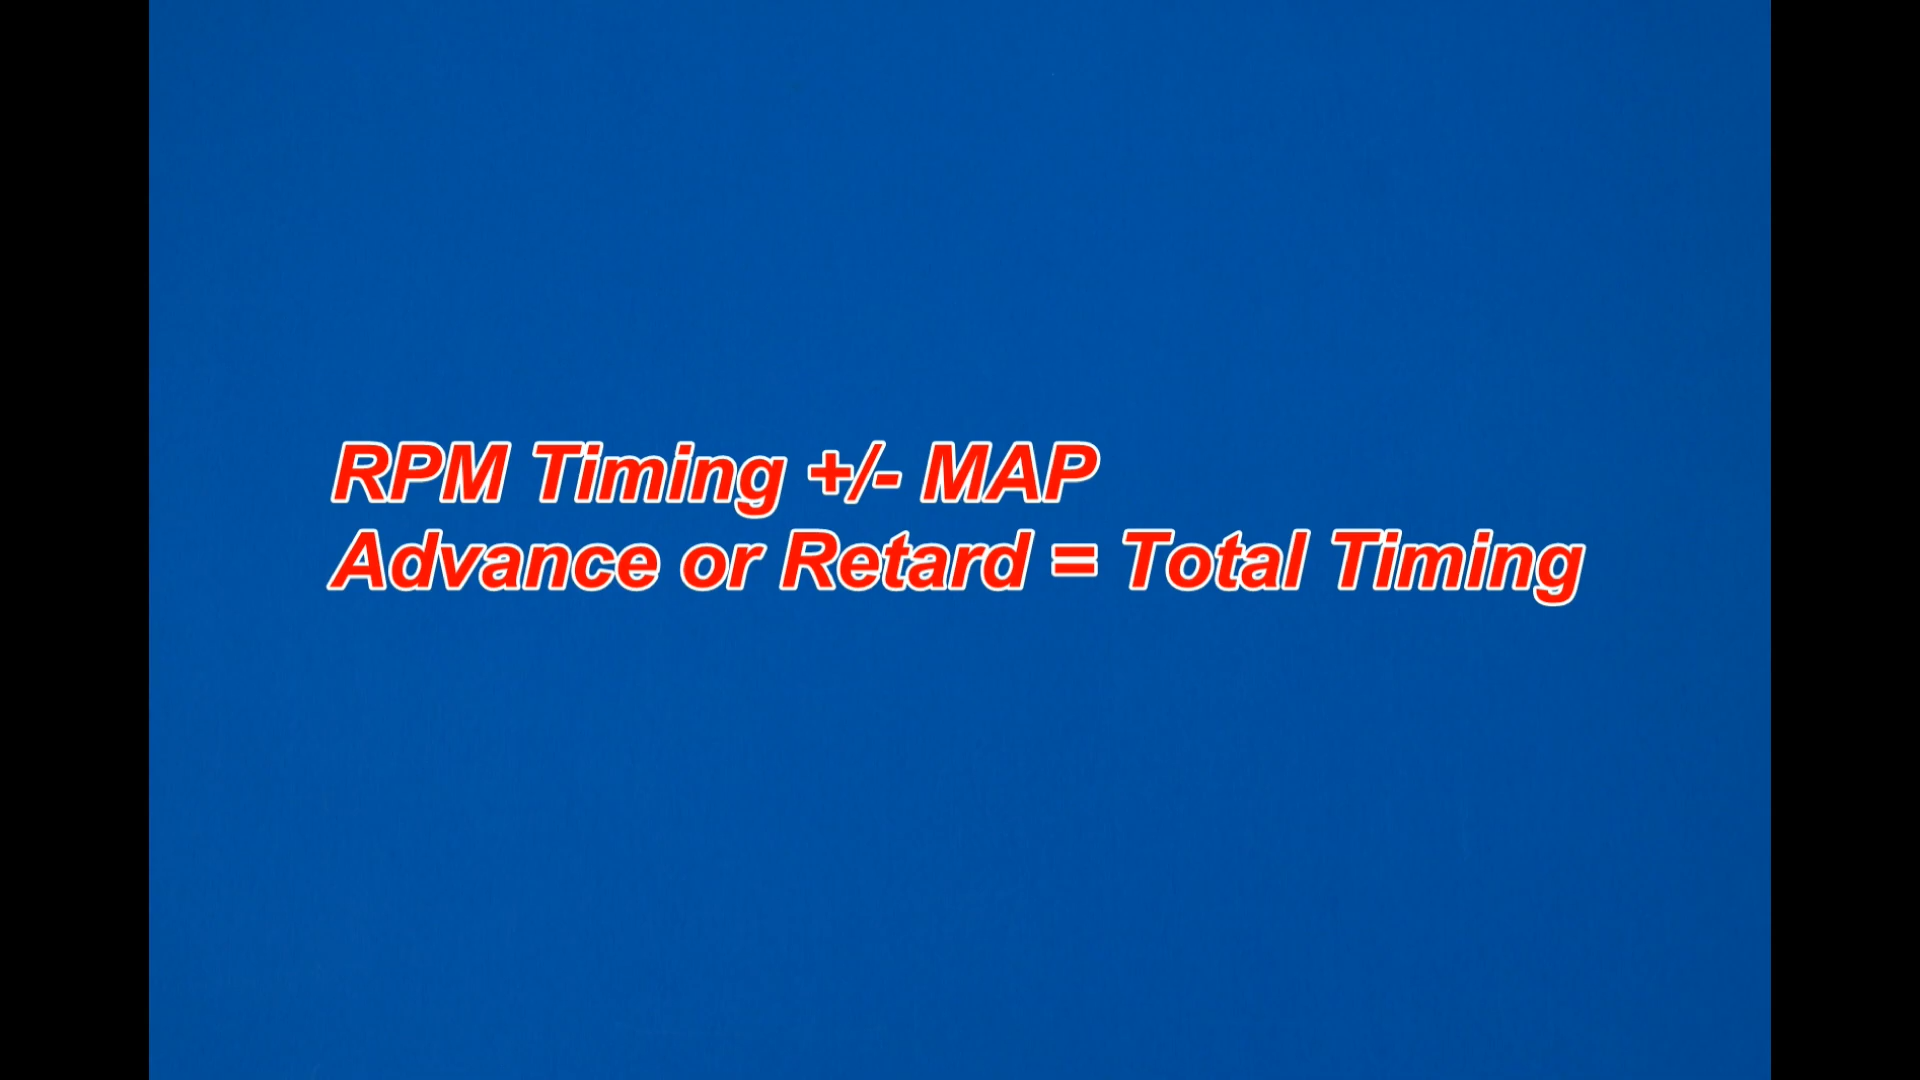 RPM Timing +/- MAP
Advance or Retard = Total Timing